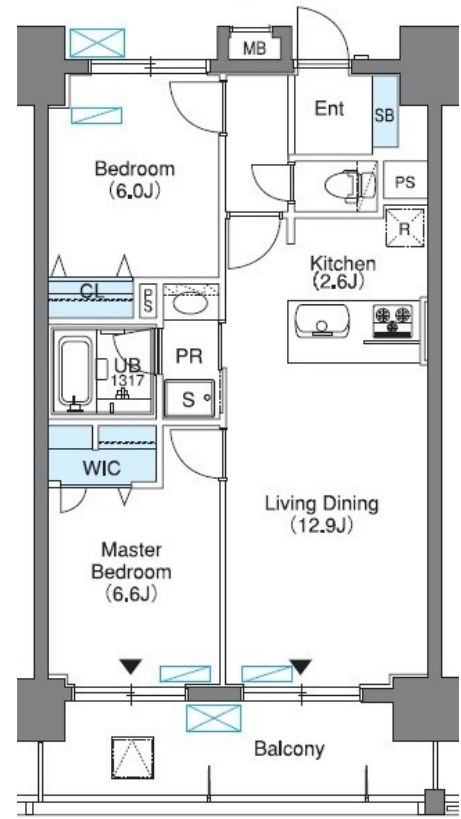 MB
Ent
SB
Bedroom
(6.0J)
PS
R
Kitchen
(2.6J)
CL
PS
UB
1317
PR
S
WIC
Living Dining
(12.9J)
Master
Bedroom
(6.6J)
Balcony